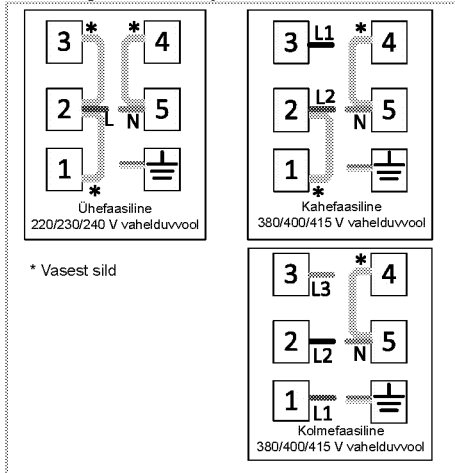 3 * * 4
2 L N 5
1 *
Ühefaasiline
220/230/240 V vahelduvvool
3 L1 * 4
2 L2 N 5
1 *
Kahefaasiline
380/400/415 V vahelduvvool
* Vasest sild
3 L3 * 4
2 L2 N 5
1 L1
Kolmefaasiline
380/400/415 V vahelduvvool